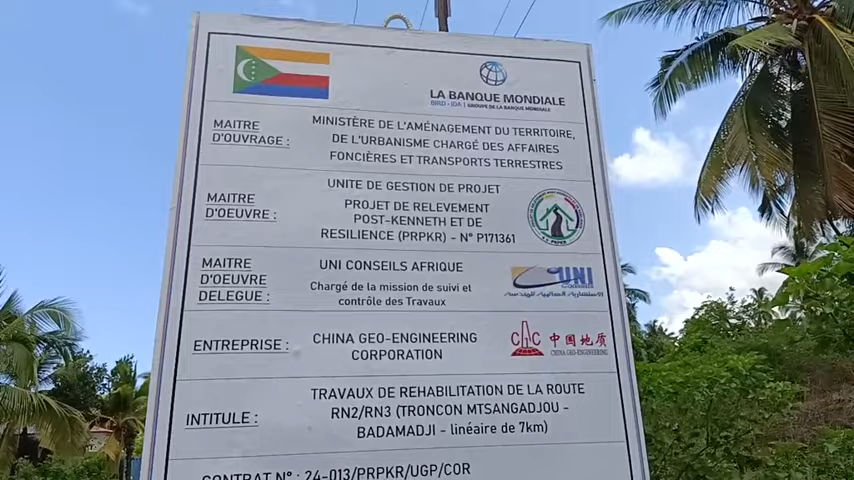 LA BANQUE MONDIALE
BIRD • IDA | GROUPE DE LA BANQUE MONDIALE
MAITRE D'OUVRAGE :
MINISTÈRE DE L'AMÉNAGEMENT DU TERRITOIRE,
DE L'URBANISME CHARGÉ DES AFFAIRES
FONCIÈRES ET TRANSPORTS TERRESTRE
MAITRE D'OEUVRE :
UNITE DE GESTION DE PROJET
PROJET DE RELEVEMENT
POST-KENNETH ET DE
RESILIENCE (PRPKR) - N° P171361
MAITRE D'OEUVRE DELEGUE :
UNI CONSEILS AFRIQUE
Chargé de la mission de suivi et
contrôle des Travaux
UNI
ENTREPRISE :
CHINA GEO-ENGINEERING
CORPORATION
CHC 中国地质
CHINA GEO-ENGINEERING
INTITULE :
TRAVAUX DE REHABILITATION DE LA ROUTE
RN2/RN3 (TRONCON MTSANGADJOU -
BADAMADJI -linéaire de 7km)
CONTRAT N° : 24-013/PRPKR/UGP/COR